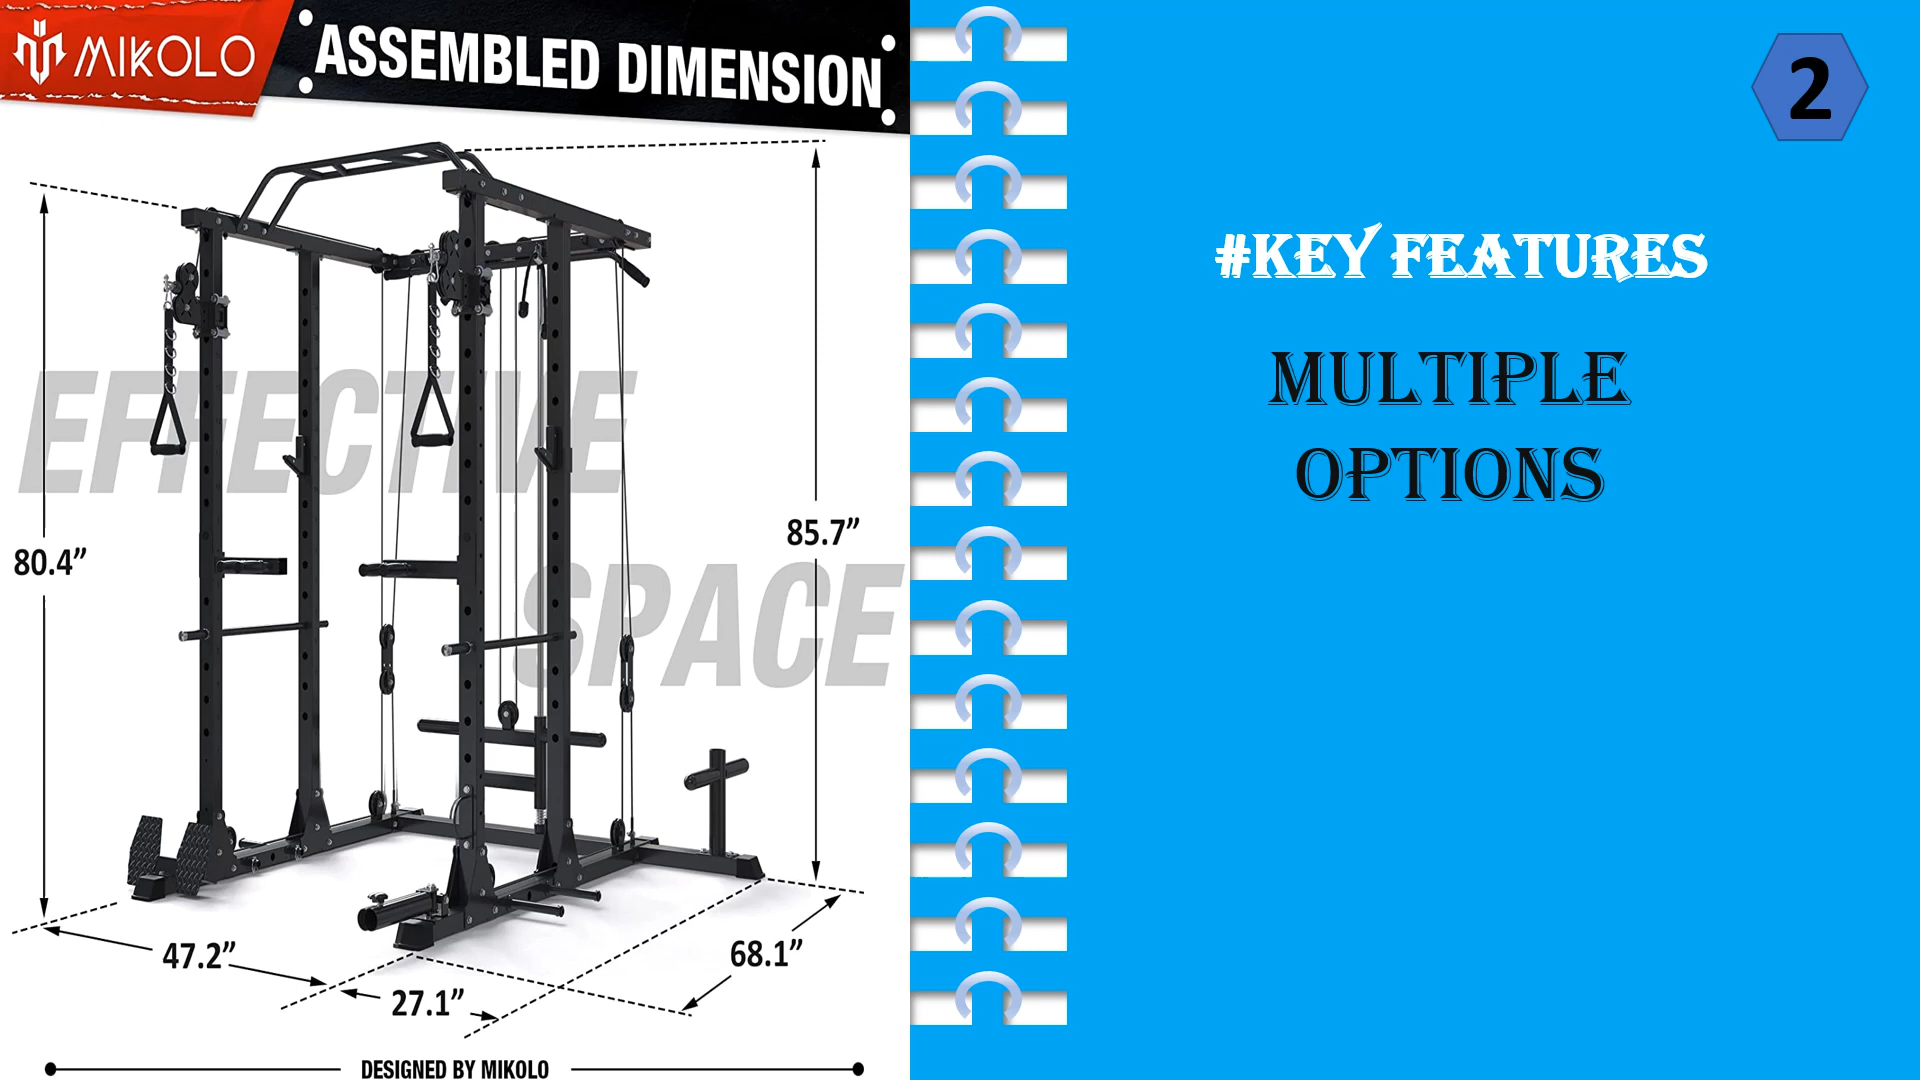 MIKOLO
ASSEMBLED DIMENSION
EFFECTIVE
SPACE
80.4”
85.7”
47.2”
27.1”
68.1”
DESIGNED BY MIKOLO
2
#KEY FEATURES
MULTIPLE
OPTIONS